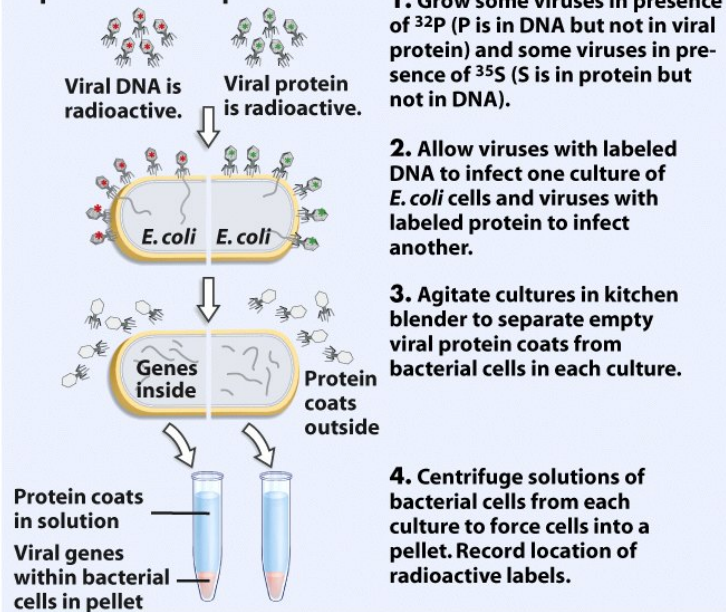 1. Grow some viruses in presence
of 32P (P is in DNA but not in viral
protein) and some viruses in pre-
sence of 35S (S is in protein but
not in DNA).
Viral DNA is
radioactive.
Viral protein
is radioactive.
2. Allow viruses with labeled
DNA to infect one culture of
E. coli cells and viruses with
labeled protein to infect
another.
E. coli
E. coli
3. Agitate cultures in kitchen
blender to separate empty
viral protein coats from
bacterial cells in each culture.
Genes
inside
Protein
coats
outside
4. Centrifuge solutions of
bacterial cells from each
culture to force cells into a
pellet. Record location of
radioactive labels.
Protein coats
in solution
Viral genes
within bacterial
cells in pellet